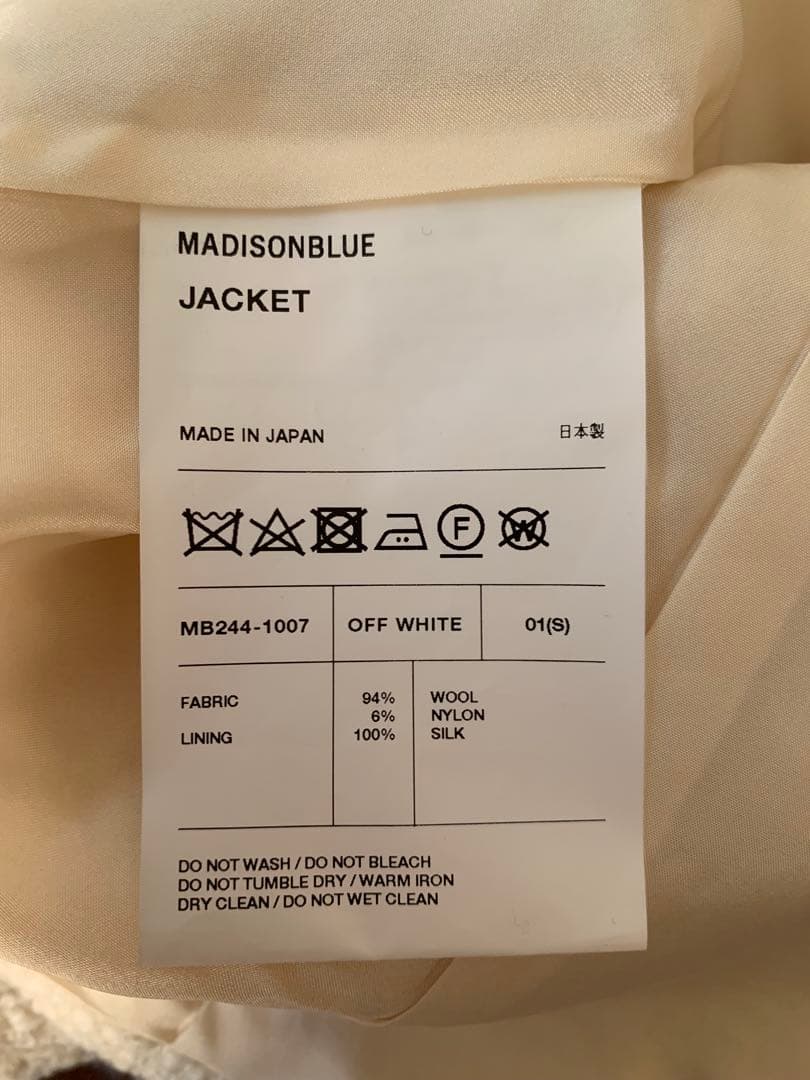 MADISONBLUE
JACKET
MADE IN JAPAN 日本製
F W
MB244-1007 OFF WHITE 01(S)
FABRIC 94% WOOL
6% NYLON
LINING 100% SILK
DO NOT WASH / DO NOT BLEACH
DO NOT TUMBLE DRY / WARM IRON
DRY CLEAN / DO NOT WET CLEAN